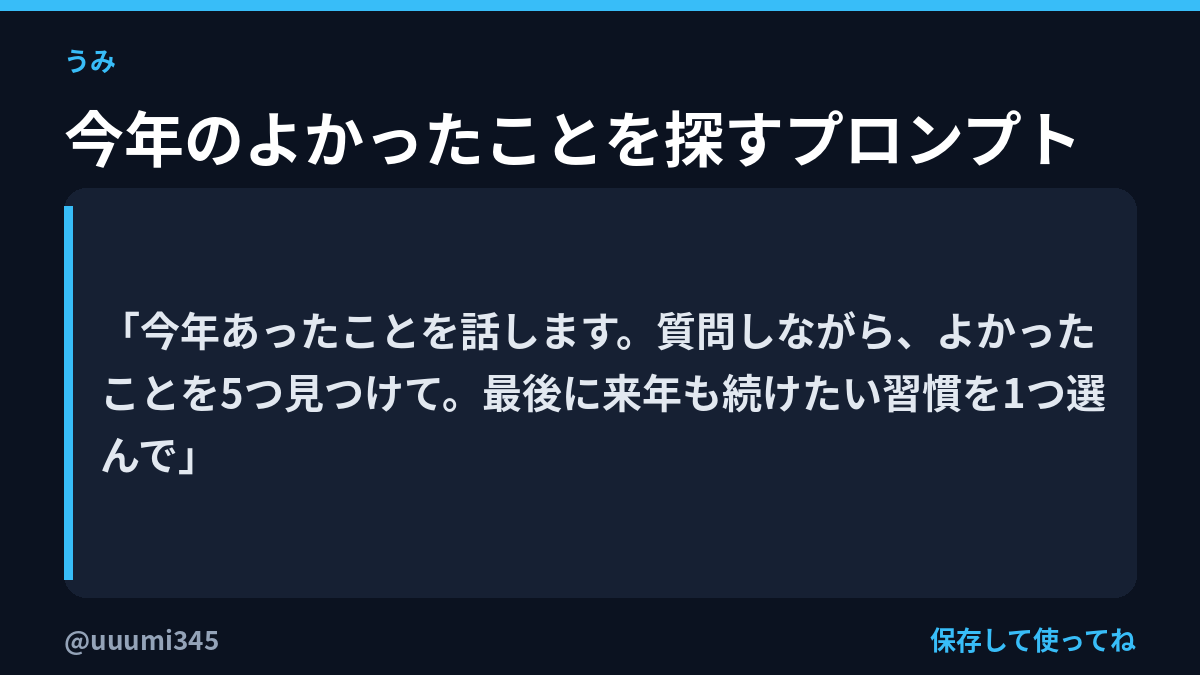 うみ
今年のよかったことを探すプロンプト
「今年あったことを話します。質問しながら、よかった
ことを5つ見つけて。最後に来年も続けたい習慣を1つ選
んで」
@uuumi345
保存して使ってね